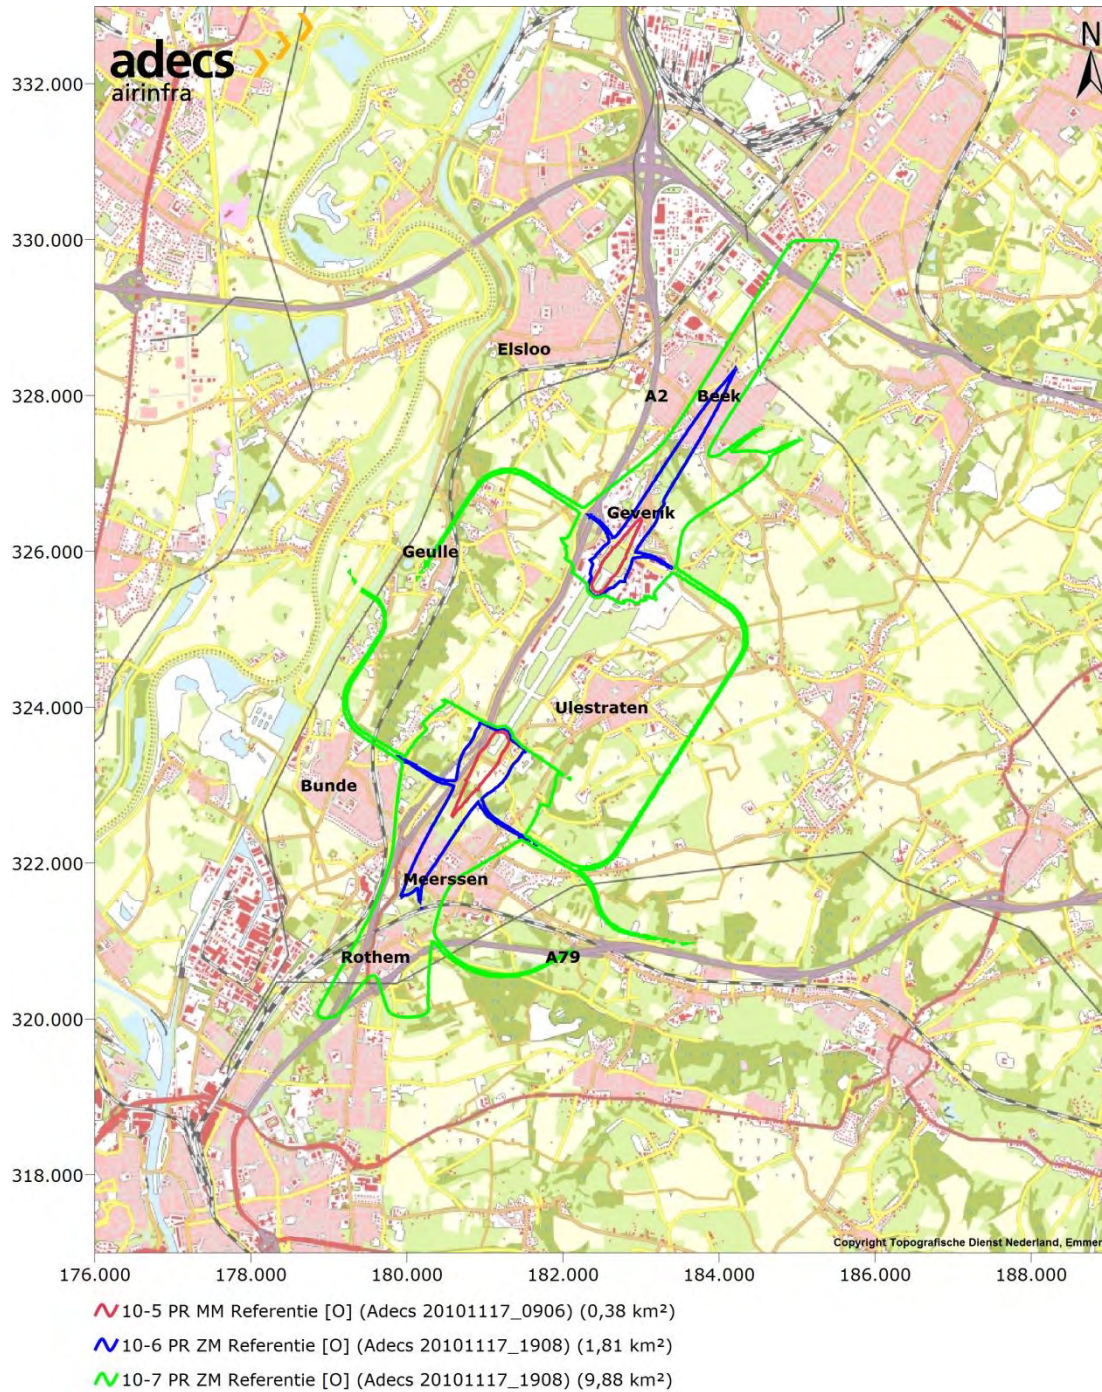 adecs
airinfra
N
332.000
330.000
Elsloo
328.000
A2
Beek
Geverik
326.000
Geulle
324.000
Ulestraten
Bunde
322.000
Meerssen
Rothem
A79
320.000
318.000
Copyright Topografische Dienst Nederland, Emmer
176.000 178.000 180.000 182.000 184.000 186.000 188.000
10-5 PR MM Referentie [O] (Adecs 20101117_0906) (0,38 km²)
10-6 PR ZM Referentie [O] (Adecs 20101117_1908) (1,81 km²)
10-7 PR ZM Referentie [O] (Adecs 20101117_1908) (9,88 km²)